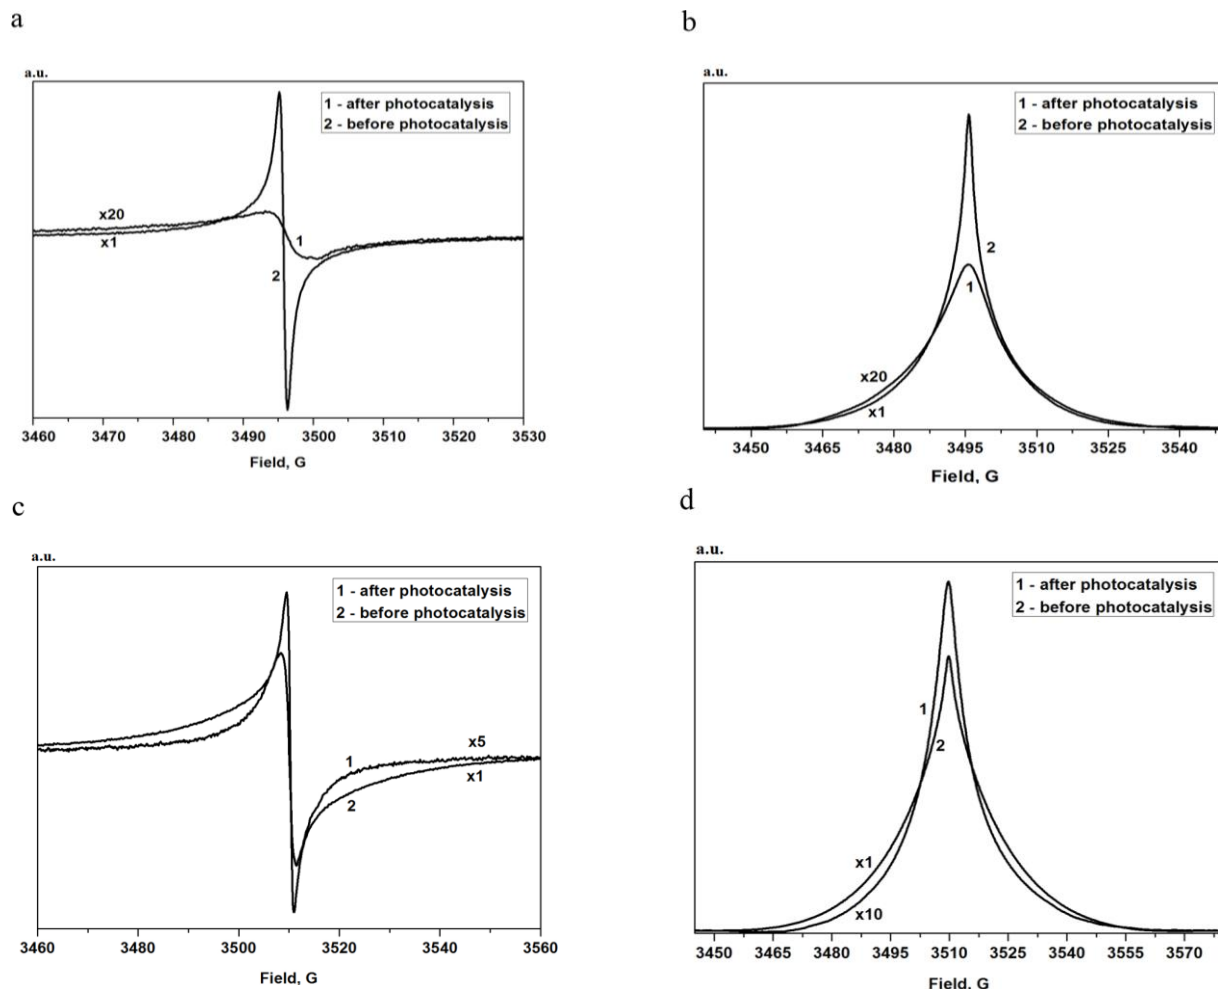 a
a.u.
1 - after photocatalysis
2 - before photocatalysis
x20
x1
1
2
3460 3470 3480 3490 3500 3510 3520 3530
Field, G
b
a.u.
1 - after photocatalysis
2 - before photocatalysis
2
1
x20
x1
3450 3465 3480 3495 3510 3525 3540
Field, G
c
a.u.
1 - after photocatalysis
2 - before photocatalysis
x5
1
x1
2
3460 3480 3500 3520 3540 3560
Field, G
d
a.u.
1 - after photocatalysis
2 - before photocatalysis
1
2
x1
x10
3450 3465 3480 3495 3510 3525 3540 3555 3570
Field, G